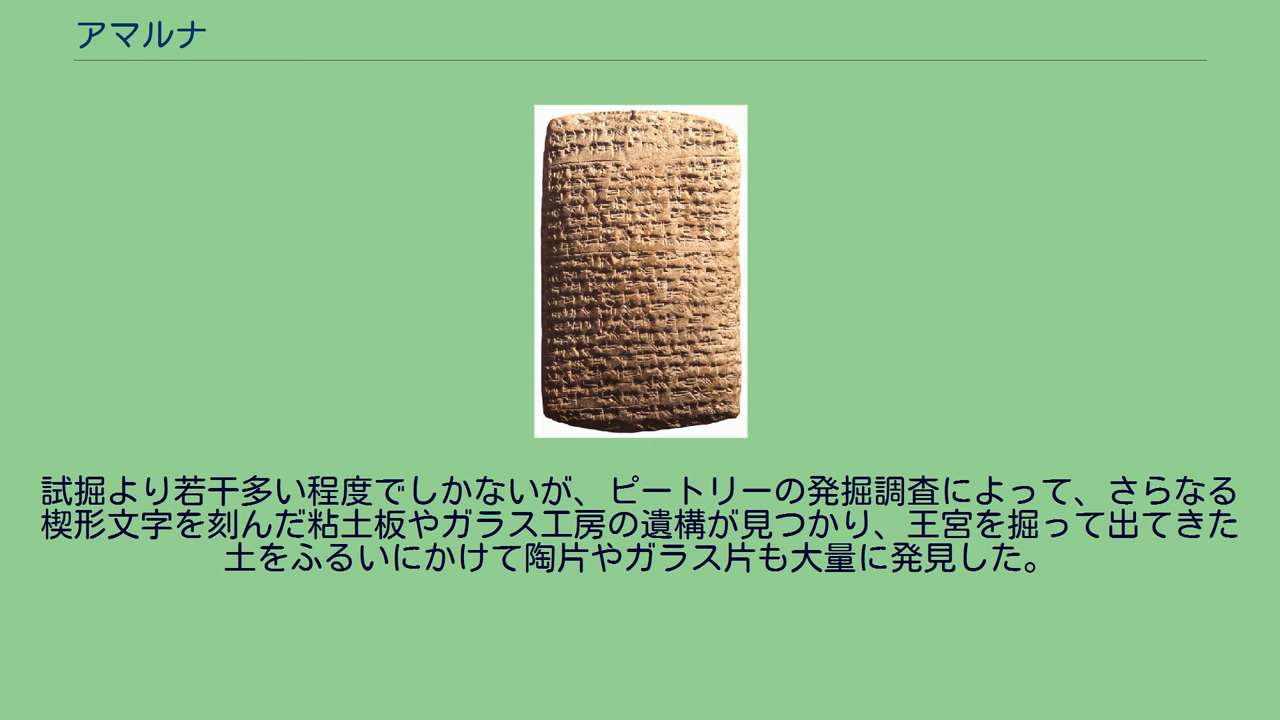 アマルナ
試掘より若干多い程度でしかないが、ピートリーの発掘調査によって、さらなる
楔形文字を刻んだ粘土板やガラス工房の遺構が見つかり、王宮を掘って出てきた
土をふるいにかけて陶片やガラス片も大量に発見した。